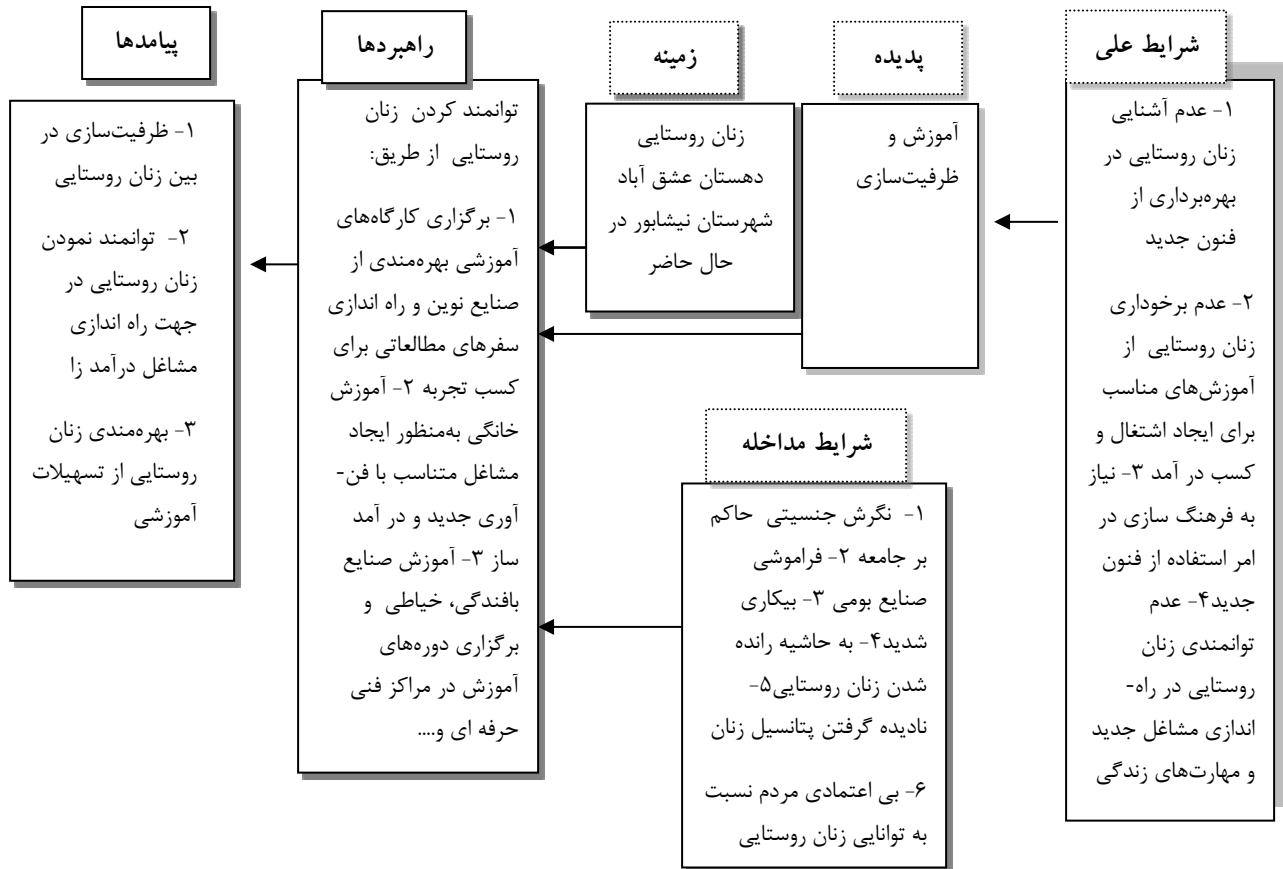 شرایط علی
۱- عدم آشنایی
زنان روستایی در
بهره‌برداری از
فنون جدید
۲- عدم برخوداری
زنان روستایی از
آموزش‌های مناسب
برای ایجاد اشتغال و
کسب در آمد ۳- نیاز
به فرهنگ سازی در
امر استفاده از فنون
جدید۴- عدم
توانمندی زنان
روستایی در راه-
اندازی مشاغل جدید
و مهارت‌های زندگی
پدیده
آموزش و
ظرفیت‌سازی
زمینه
زنان روستایی
دهستان عشق آباد
شهرستان نیشابور در
حال حاضر
شرایط مداخله
۱- نگرش جنسیتی حاکم
بر جامعه ۲- فراموشی
صنایع بومی ۳- بیکاری
شدید۴- به حاشیه رانده
شدن زنان روستایی۵-
نادیده گرفتن پتانسیل زنان
۶- بی اعتمادی مردم نسبت
به توانایی زنان روستایی
راهبردها
توانمند کردن زنان
روستایی از طریق:
۱- برگزاری کارگاه‌های
آموزشی بهره‌مندی از
صنایع نوین و راه اندازی
سفرهای مطالعاتی برای
کسب تجربه ۲- آموزش
خانگی به‌منظور ایجاد
مشاغل متناسب با فن-
آوری جدید و در آمد
ساز ۳- آموزش صنایع
بافندگی، خیاطی و
برگزاری دوره‌های
آموزش در مراکز فنی
حرفه ای و....
پیامدها
۱- ظرفیت‌سازی در
بین زنان روستایی
۲- توانمند نمودن
زنان روستایی در
جهت راه اندازی
مشاغل درآمد زا
۳- بهره‌مندی زنان
روستایی از تسهیلات
آموزشی